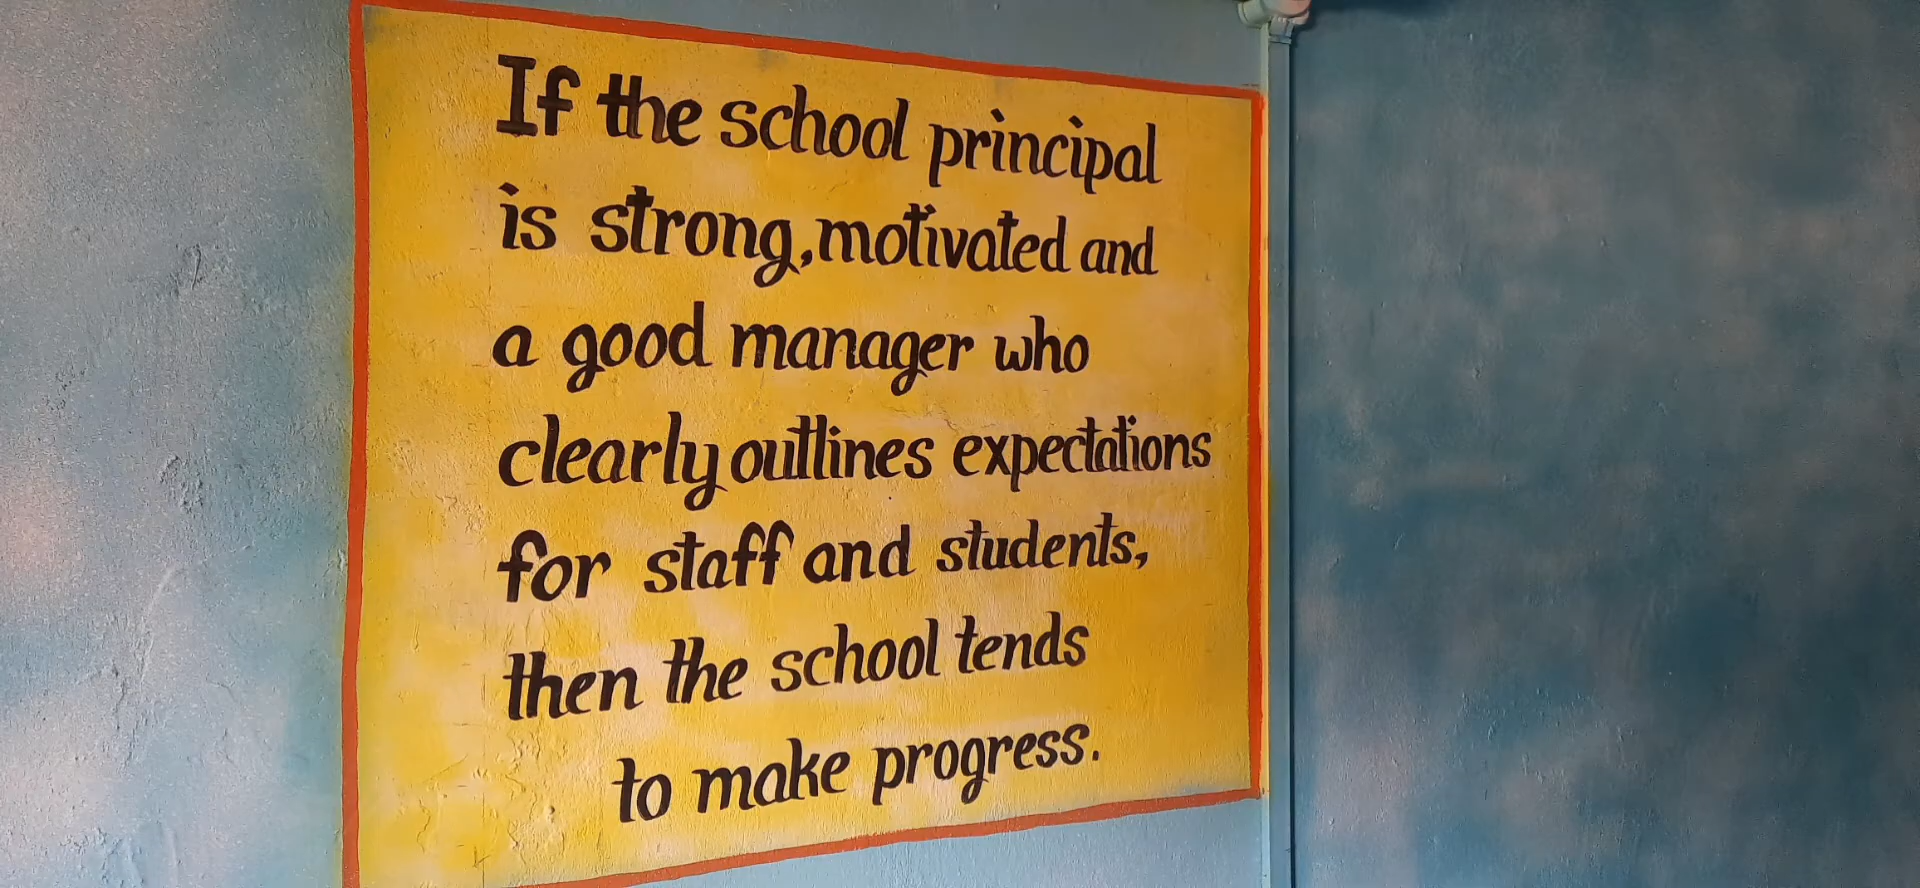 If the school principal
is strong, motivated and
a good manager who
clearly outlines expectations
for staff and students,
then the school tends
to make progress.